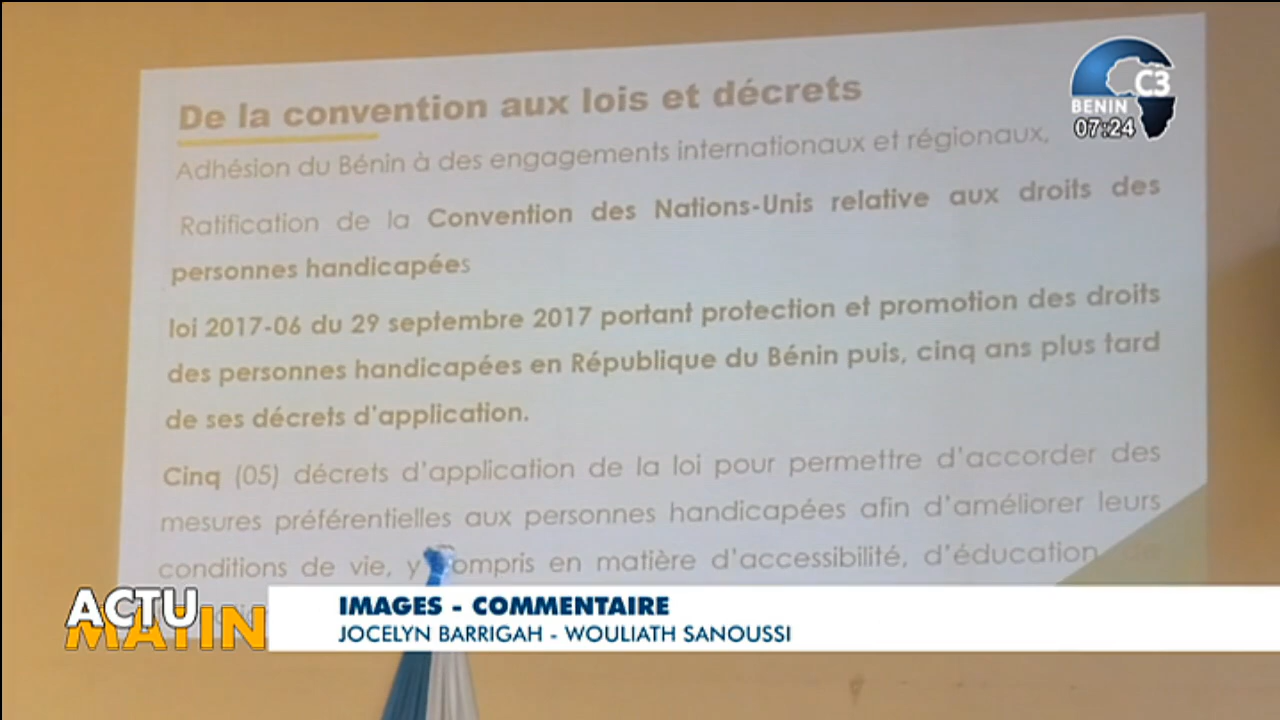 De la convention aux lois et décrets
Adhésion du Bénin à des engagements internationaux et régionaux,
Ratification de la Convention des Nations-Unis relative aux droits des
personnes handicapées
loi 2017-06 du 29 septembre 2017 portant protection et promotion des droits
des personnes handicapées en République du Bénin puis, cinq ans plus tard
de ses décrets d'application.
Cinq (05) décrets d'application de la loi pour permettre d'accorder des
mesures préférentielles aux personnes handicapées afin d'améliorer leurs
conditions de vie, y ompris en matière d'accessibilité, d'éducation
C3
BENIN
07:24
ACTU
MATIN
IMAGES - COMMENTAIRE
JOCELYN BARRIGAH - WOULIATH SANOUSSI